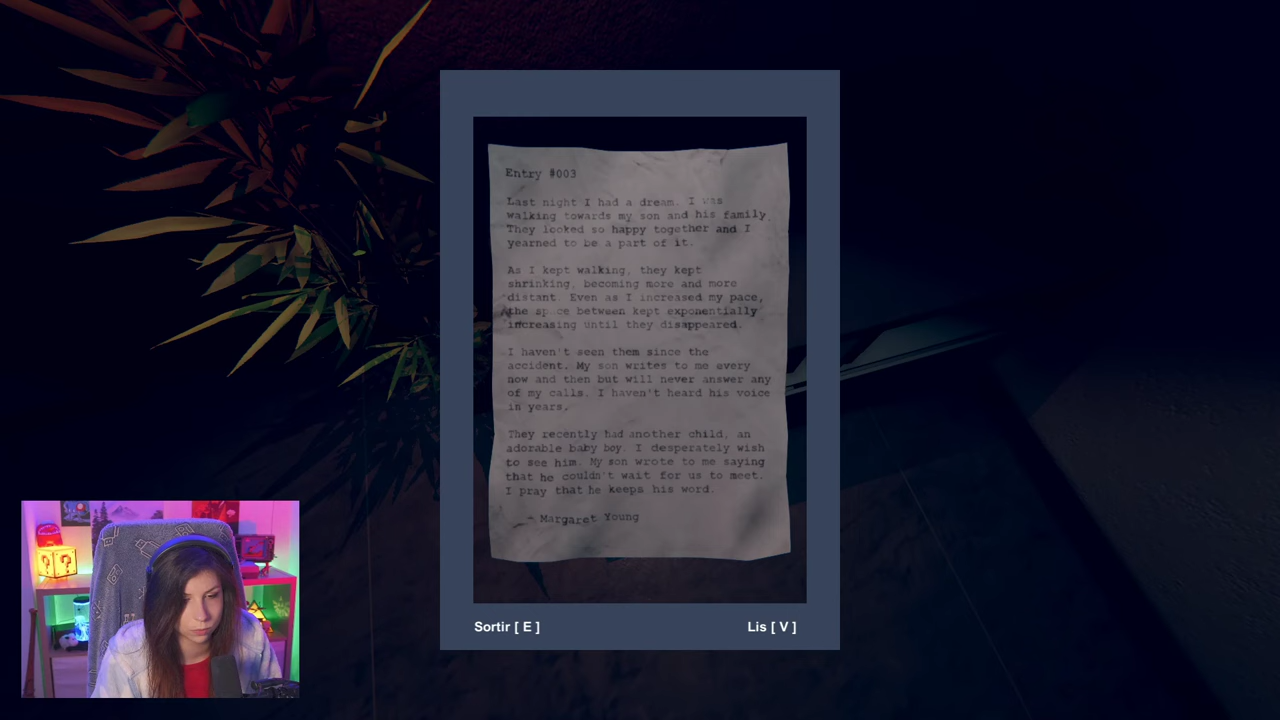 Entry #003
Last night I had a dream. I was
walking towards my son and his family.
They looked so happy together and I
yearned to be a part of it.
As I kept walking, they kept
shrinking, becoming more and more
distant. Even as I increased my pace,
the space between kept exponentially
increasing until they disappeared.
I haven't seen them since the
accident. My son writes to me every
now and then but will never answer any
of my calls. I haven't heard his voice
in years.
They recently had another child, an
adorable baby boy. I desperately wish
to see him. My son wrote to me saying
that he couldn't wait for us to meet.
I pray that he keeps his word.
- Margaret Young
Sortir [ E ]
Lis [ V ]